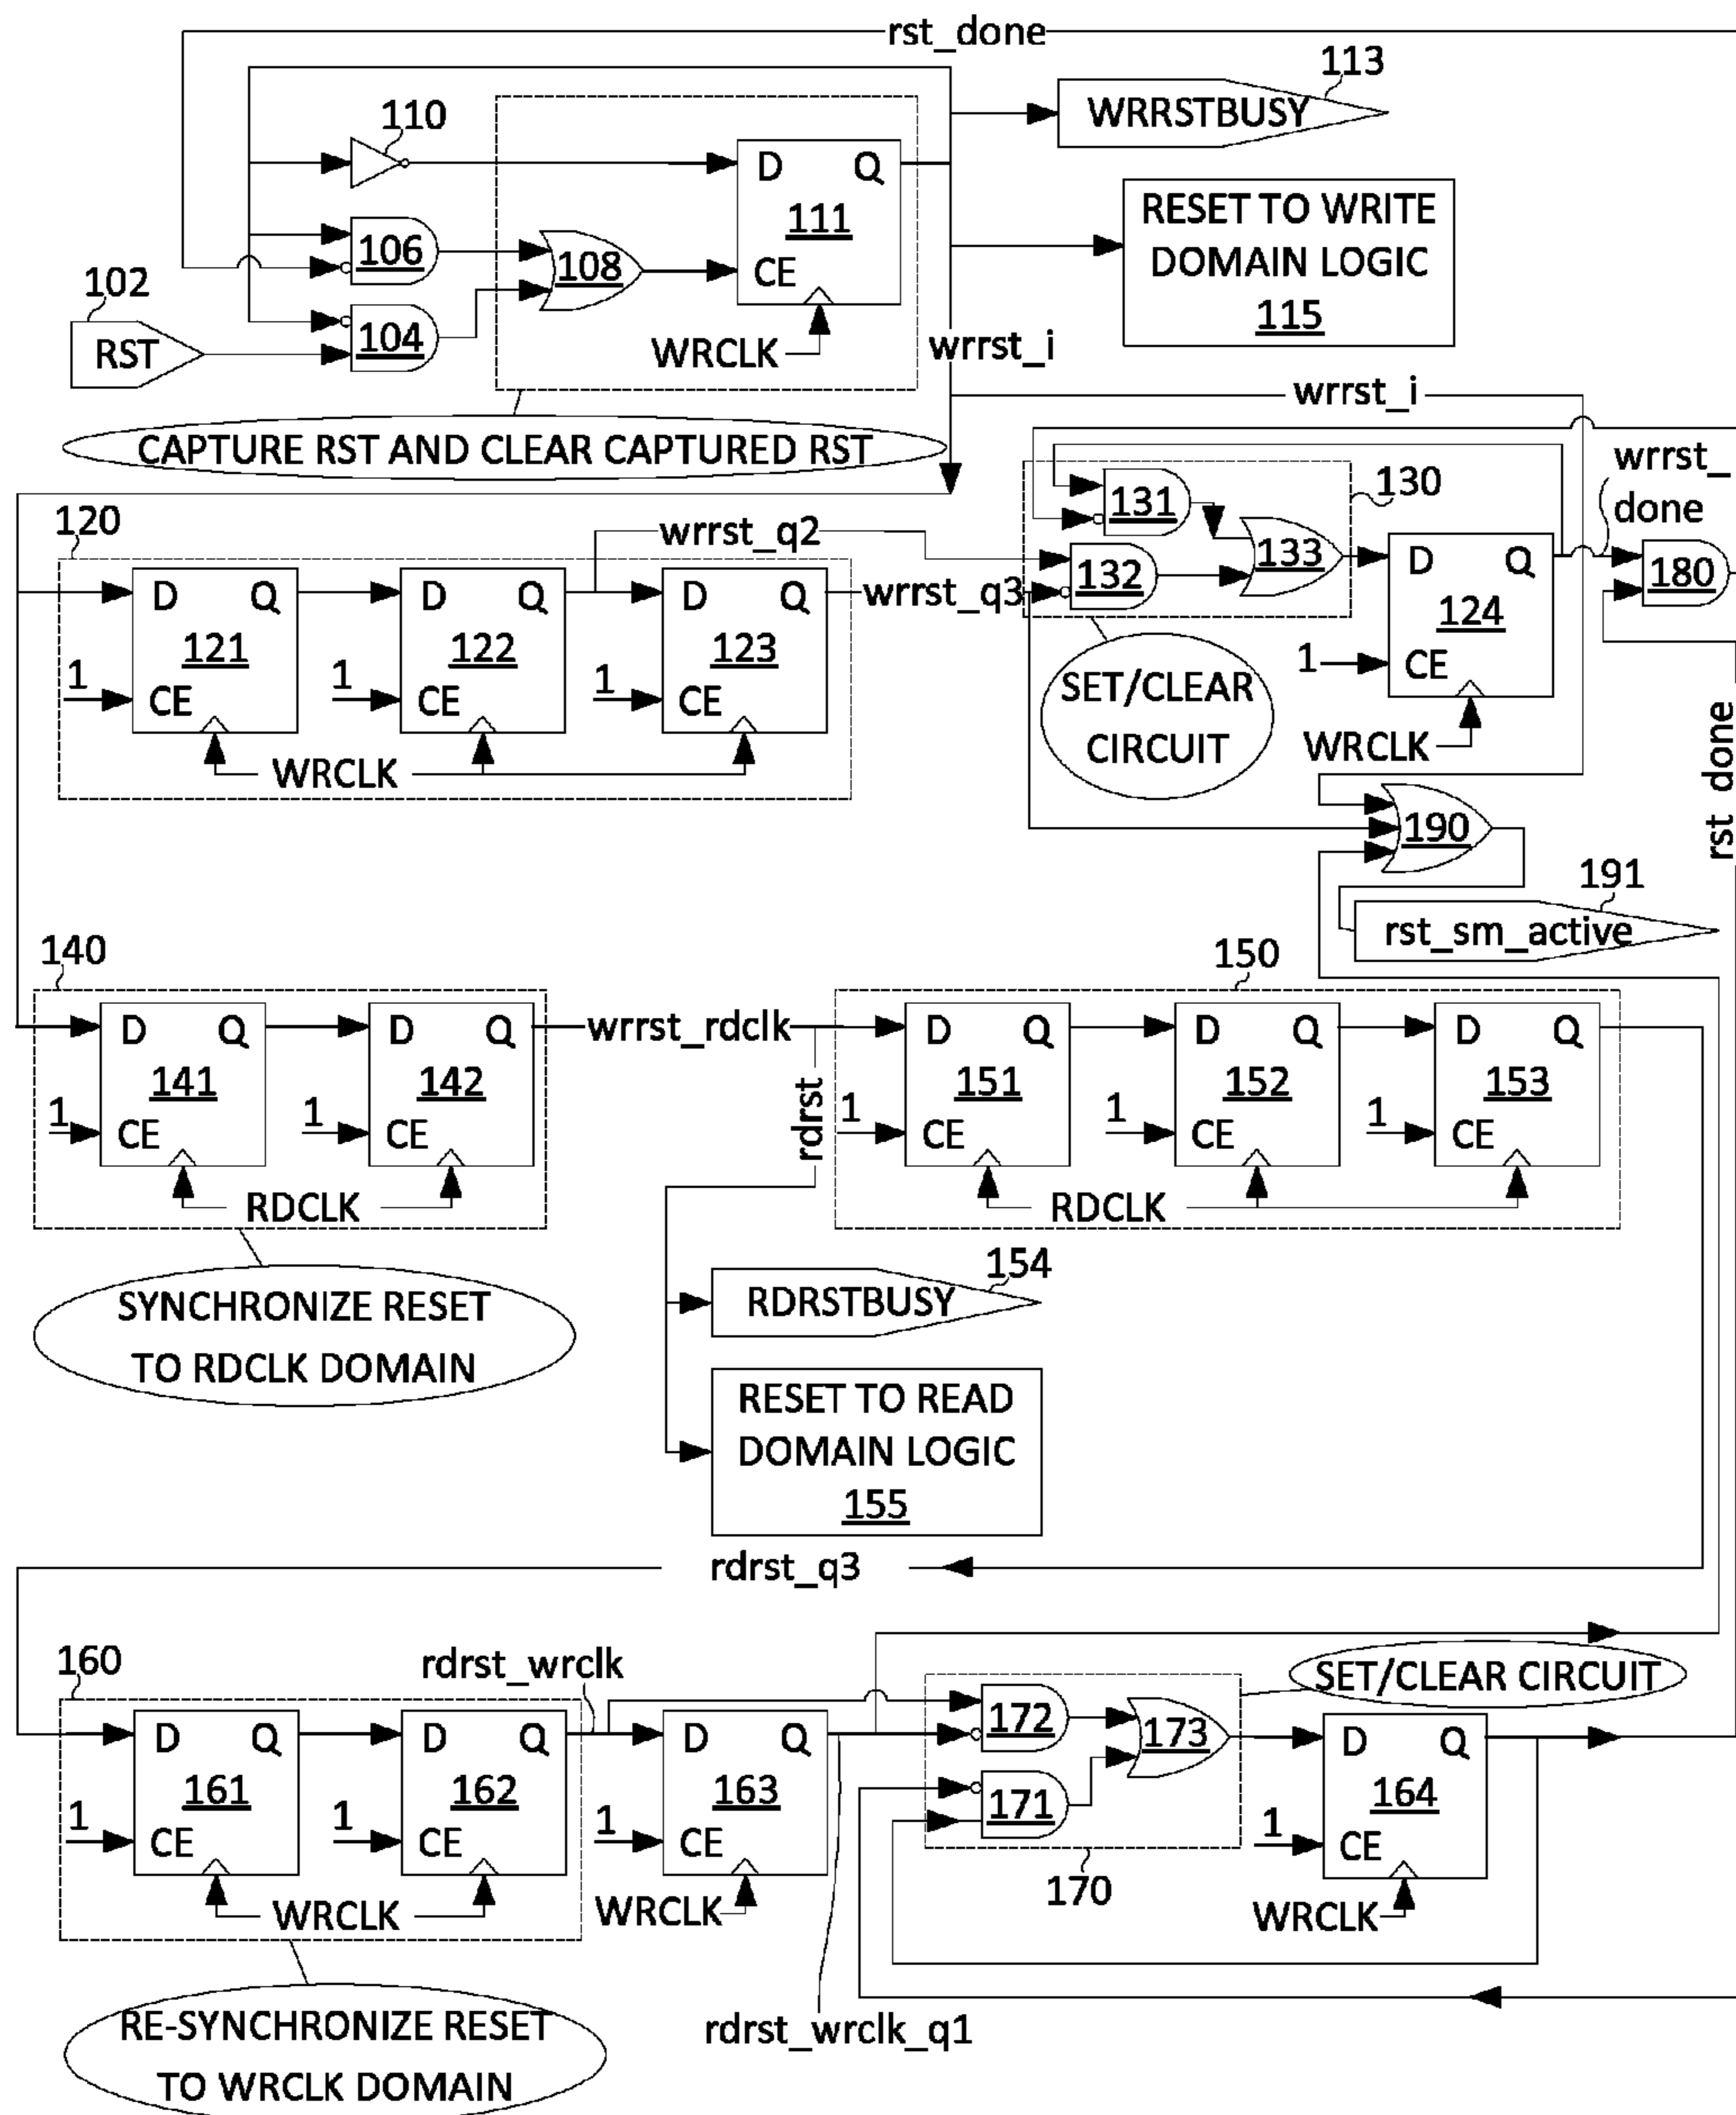 rst_done
113
WRRSTBUSY
110
D Q
111
CE
WRCLK
106
108
104
102
RST
RESET TO WRITE
DOMAIN LOGIC
115
wrrst_i
wrrst_i
CAPTURE RST AND CLEAR CAPTURED RST
wrrst_
done
120
wrrst_q2
130
131
132
133
180
D Q
121
1
CE
D Q
122
1
CE
D Q
123
1
CE
WRCLK
wrrst_q3
D Q
124
1
CE
WRCLK
SET/CLEAR
CIRCUIT
rst_done
190
191
rst_sm_active
140
D Q
141
1
CE
D Q
142
1
CE
RDCLK
wrrst_rdclk
rdrst
150
D Q
151
1
CE
D Q
152
1
CE
D Q
153
1
CE
RDCLK
SYNCHRONIZE RESET
TO RDCLK DOMAIN
154
RDRSTBUSY
RESET TO READ
DOMAIN LOGIC
155
rdrst_q3
160
rdrst_wrclk
SET/CLEAR CIRCUIT
D Q
161
1
CE
D Q
162
1
CE
WRCLK
D Q
163
1
CE
WRCLK
172
173
171
170
D Q
164
1
CE
WRCLK
rdrst_wrclk_q1
RE-SYNCHRONIZE RESET
TO WRCLK DOMAIN